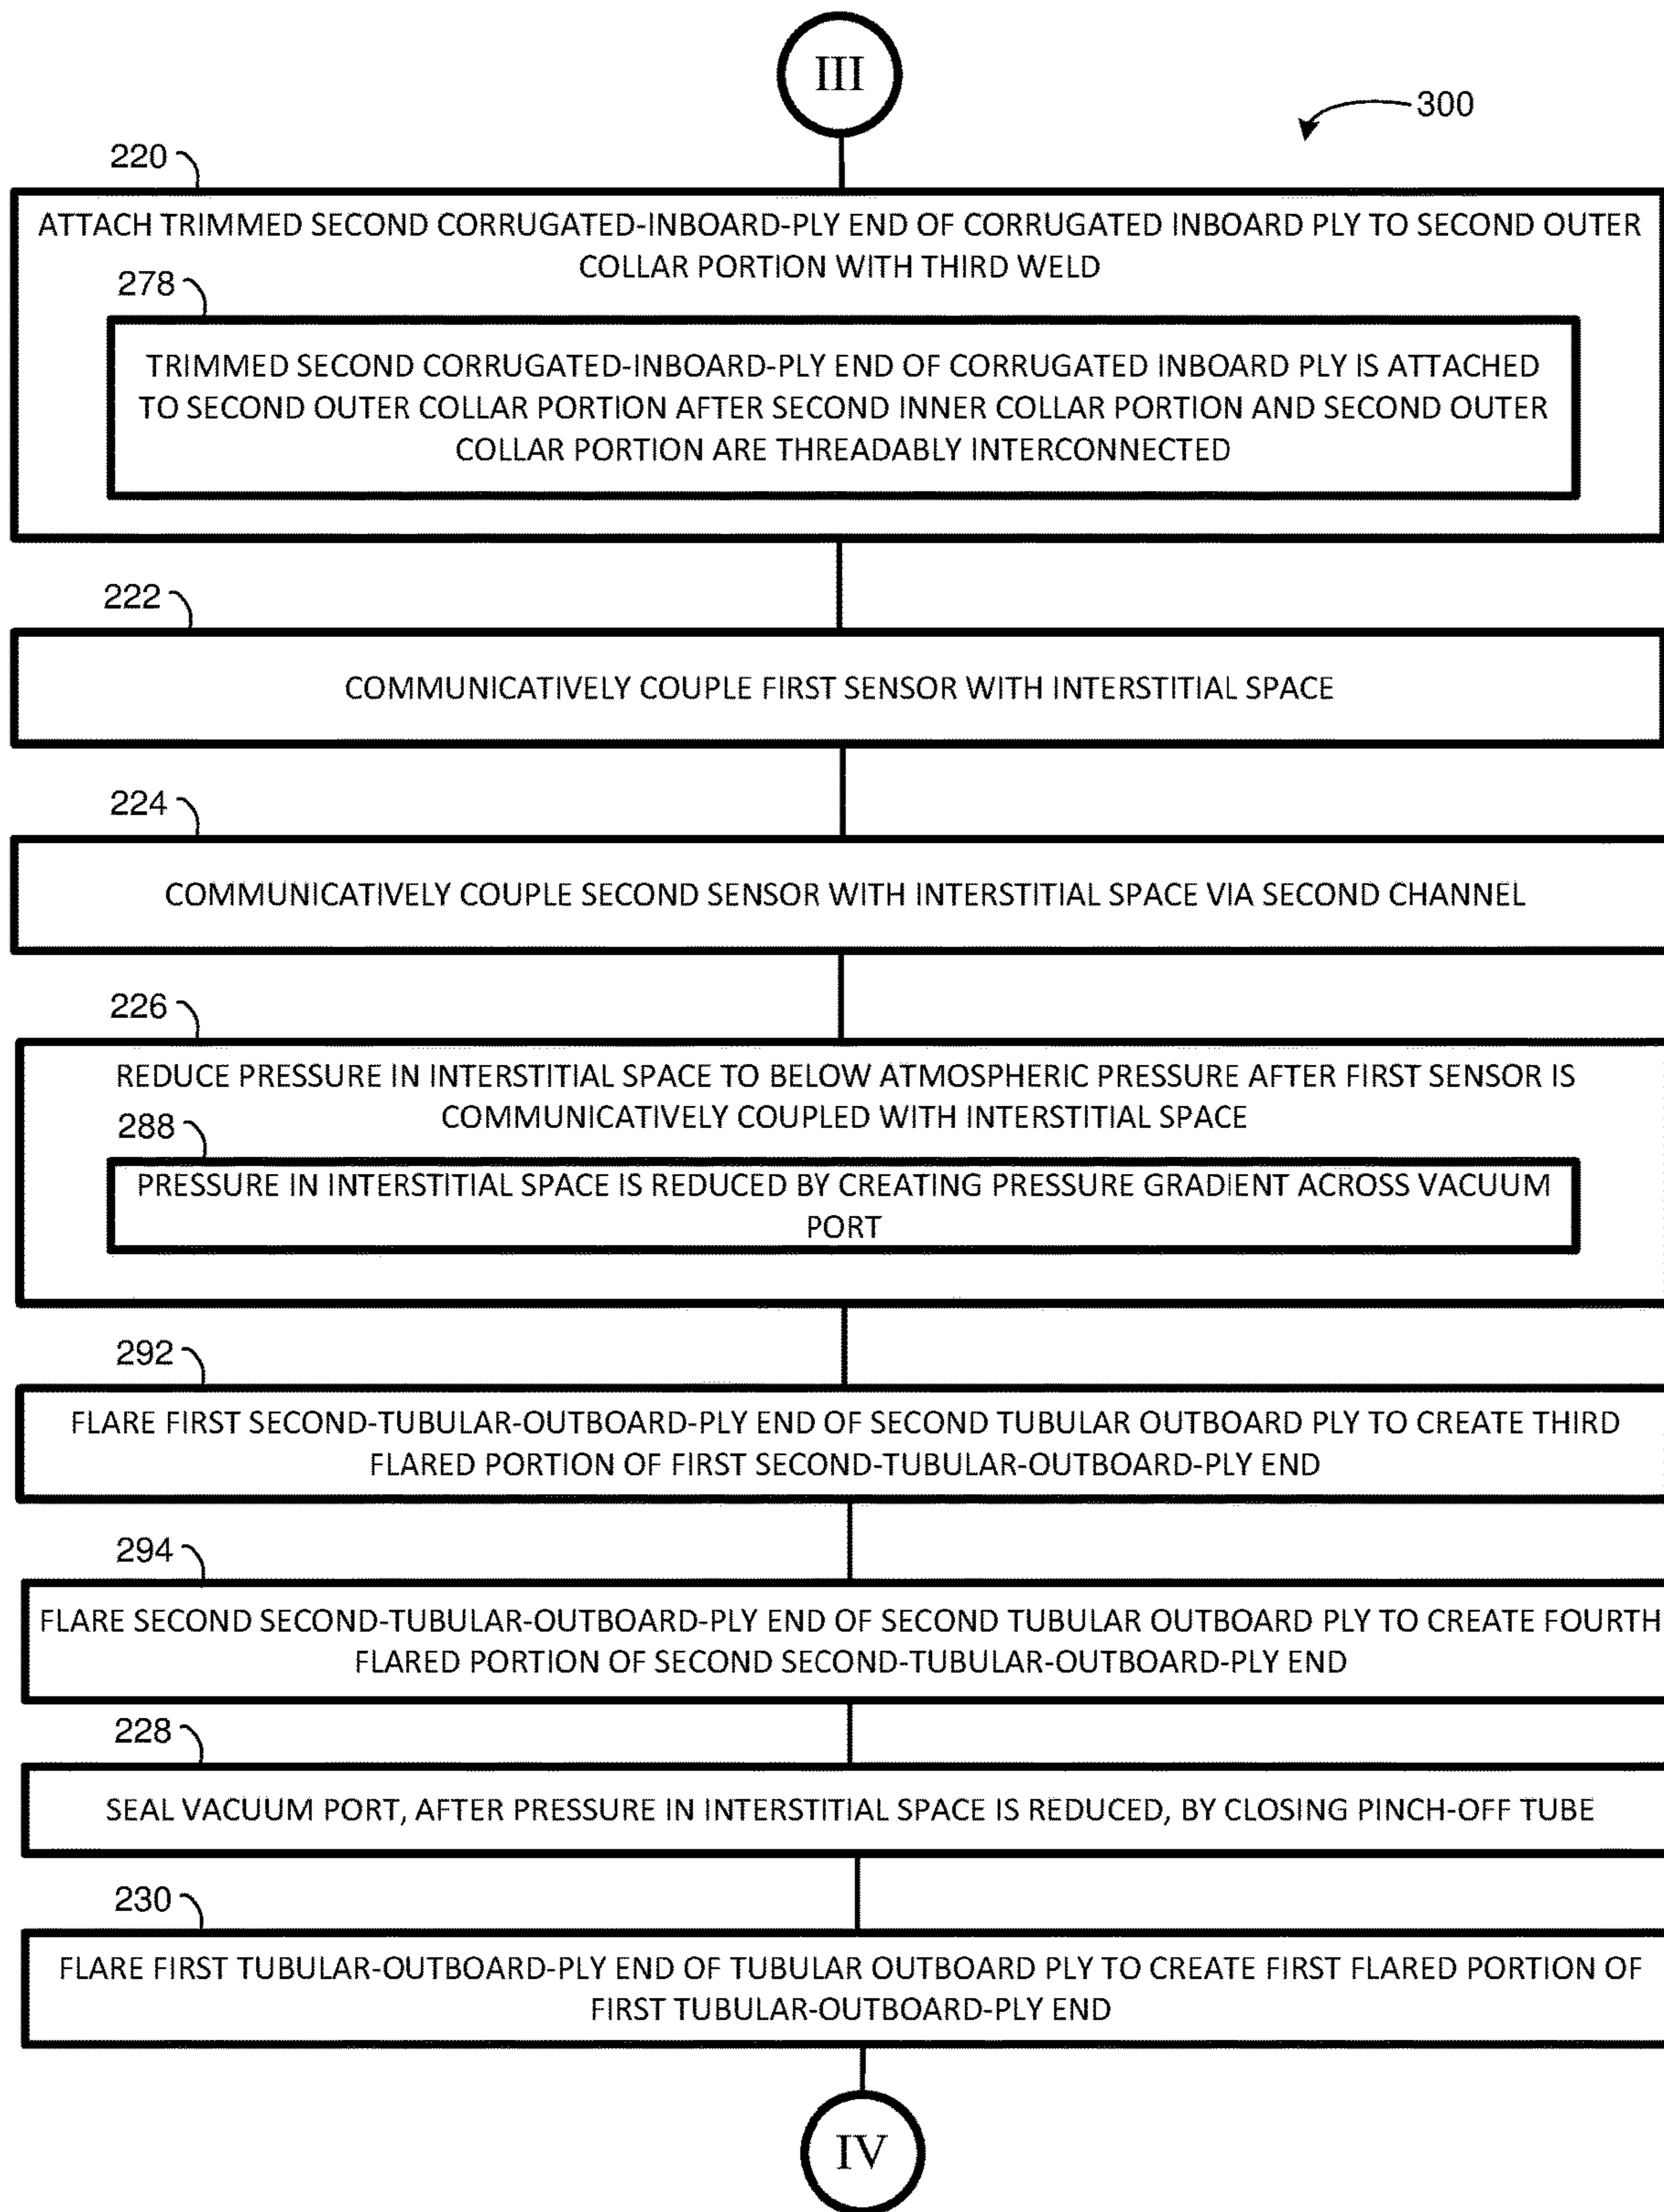 III
300
220
ATTACH TRIMMED SECOND CORRUGATED-INBOARD-PLY END OF CORRUGATED INBOARD PLY TO SECOND OUTER
COLLAR PORTION WITH THIRD WELD
278
TRIMMED SECOND CORRUGATED-INBOARD-PLY END OF CORRUGATED INBOARD PLY IS ATTACHED
TO SECOND OUTER COLLAR PORTION AFTER SECOND INNER COLLAR PORTION AND SECOND OUTER
COLLAR PORTION ARE THREADABLY INTERCONNECTED
222
COMMUNICATIVELY COUPLE FIRST SENSOR WITH INTERSTITIAL SPACE
224
COMMUNICATIVELY COUPLE SECOND SENSOR WITH INTERSTITIAL SPACE VIA SECOND CHANNEL
226
REDUCE PRESSURE IN INTERSTITIAL SPACE TO BELOW ATMOSPHERIC PRESSURE AFTER FIRST SENSOR IS
COMMUNICATIVELY COUPLED WITH INTERSTITIAL SPACE
288
PRESSURE IN INTERSTITIAL SPACE IS REDUCED BY CREATING PRESSURE GRADIENT ACROSS VACUUM
PORT
292
FLARE FIRST SECOND-TUBULAR-OUTBOARD-PLY END OF SECOND TUBULAR OUTBOARD PLY TO CREATE THIRD
FLARED PORTION OF FIRST SECOND-TUBULAR-OUTBOARD-PLY END
294
FLARE SECOND SECOND-TUBULAR-OUTBOARD-PLY END OF SECOND TUBULAR OUTBOARD PLY TO CREATE FOURTH
FLARED PORTION OF SECOND SECOND-TUBULAR-OUTBOARD-PLY END
228
SEAL VACUUM PORT, AFTER PRESSURE IN INTERSTITIAL SPACE IS REDUCED, BY CLOSING PINCH-OFF TUBE
230
FLARE FIRST TUBULAR-OUTBOARD-PLY END OF TUBULAR OUTBOARD PLY TO CREATE FIRST FLARED PORTION OF
FIRST TUBULAR-OUTBOARD-PLY END
IV